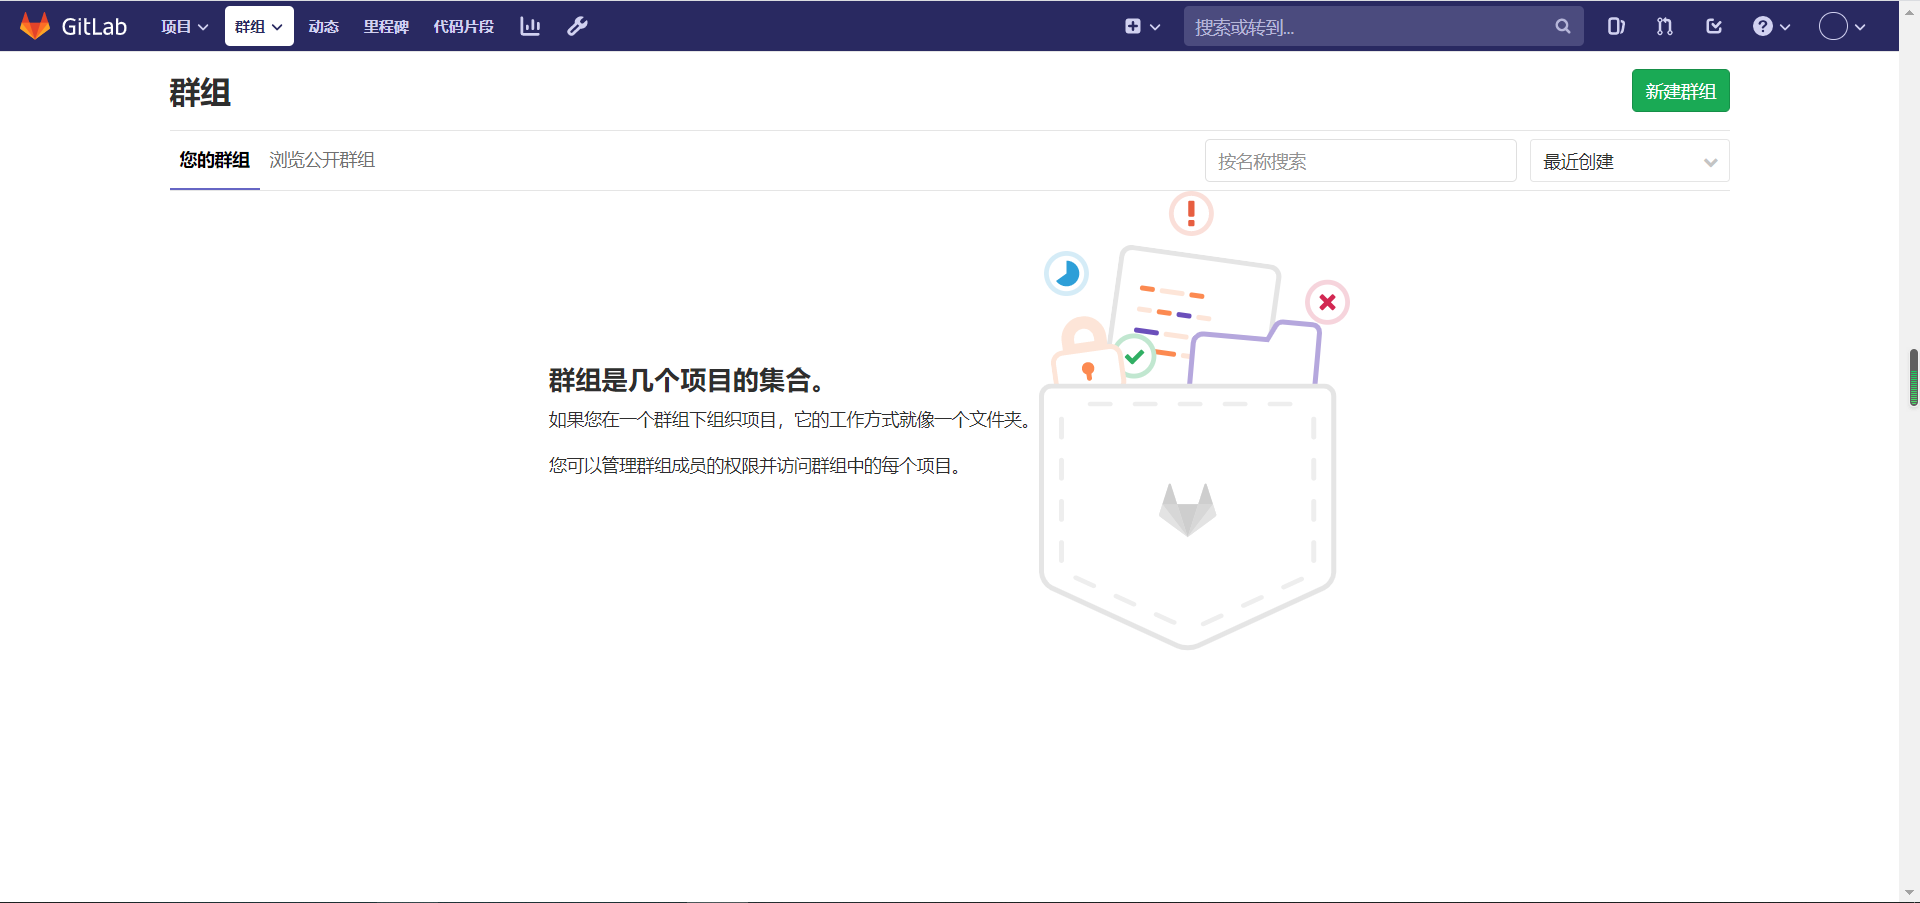 GitLab 项目 群组 动态 里程碑 代码片段 搜索或转到...
群组 新建群组
您的群组 浏览公开群组 按名称搜索 最近创建
群组是几个项目的集合。
如果您在一个群组下组织项目，它的工作方式就像一个文件夹。
您可以管理群组成员的权限并访问群组中的每个项目。